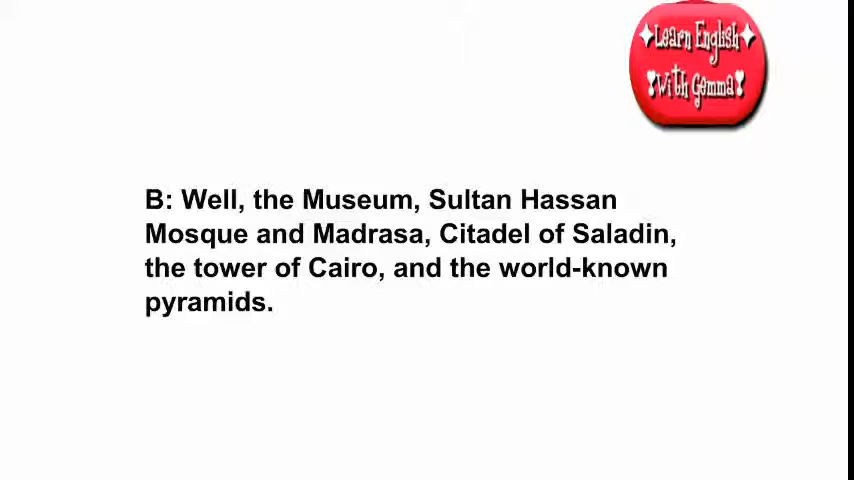 ✦Learn English✦
❣With Gemma❣
B: Well, the Museum, Sultan Hassan
Mosque and Madrasa, Citadel of Saladin,
the tower of Cairo, and the world-known
pyramids.